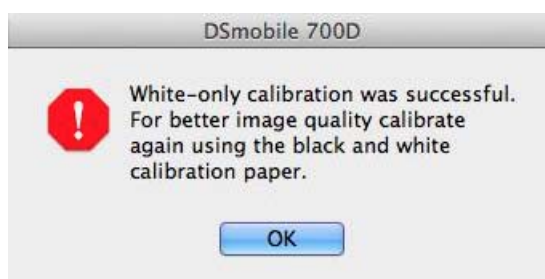 DSmobile 700D
White-only calibration was successful.
For better image quality calibrate
again using the black and white
calibration paper.
OK